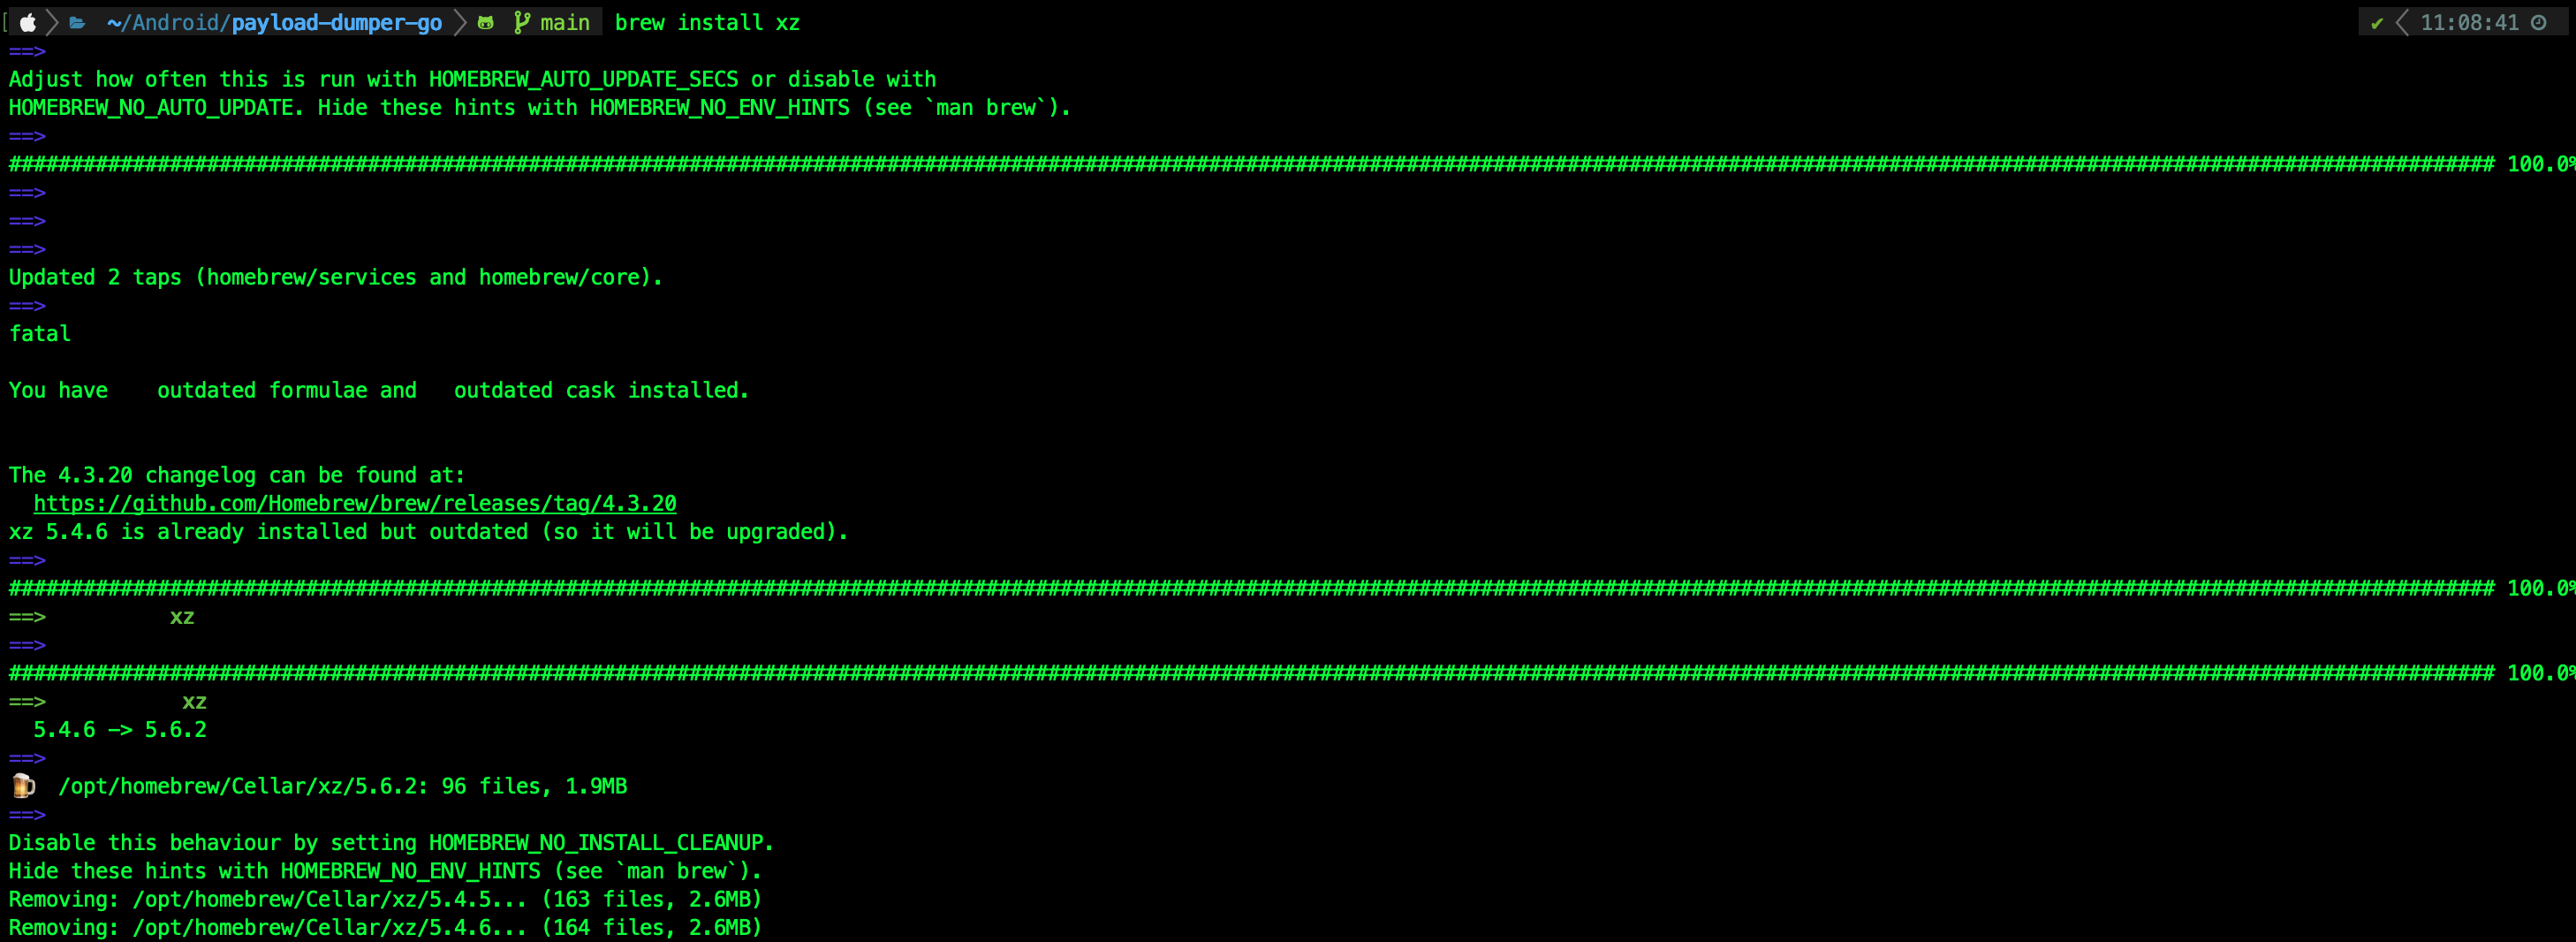 ~/Android/payload-dumper-go main brew install xz ✔ 11:08:41
==>
Adjust how often this is run with HOMEBREW_AUTO_UPDATE_SECS or disable with
HOMEBREW_NO_AUTO_UPDATE. Hide these hints with HOMEBREW_NO_ENV_HINTS (see `man brew`).
==>
######################################################################## 100.0%
==>
==>
==>
Updated 2 taps (homebrew/services and homebrew/core).
==>
fatal
You have outdated formulae and outdated cask installed.
The 4.3.20 changelog can be found at:
https://github.com/Homebrew/brew/releases/tag/4.3.20
xz 5.4.6 is already installed but outdated (so it will be upgraded).
==>
######################################################################## 100.0%
==> xz
==>
######################################################################## 100.0%
==> xz
5.4.6 -> 5.6.2
==>
🍺 /opt/homebrew/Cellar/xz/5.6.2: 96 files, 1.9MB
==>
Disable this behaviour by setting HOMEBREW_NO_INSTALL_CLEANUP.
Hide these hints with HOMEBREW_NO_ENV_HINTS (see `man brew`).
Removing: /opt/homebrew/Cellar/xz/5.4.5... (163 files, 2.6MB)
Removing: /opt/homebrew/Cellar/xz/5.4.6... (164 files, 2.6MB)